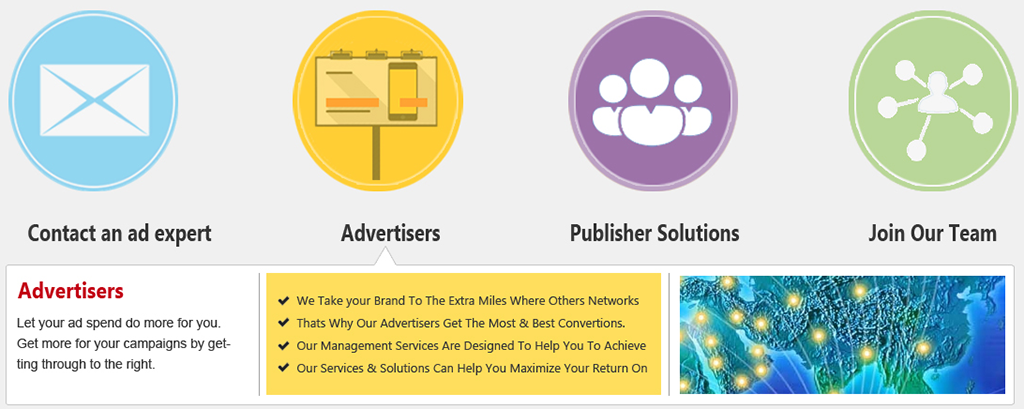 Contact an ad expert
Advertisers
Publisher Solutions
Join Our Team
Advertisers
Let your ad spend do more for you.
Get more for your campaigns by get-
ting through to the right.
We Take your Brand To The Extra Miles Where Others Networks
Thats Why Our Advertisers Get The Most & Best Convertions.
Our Management Services Are Designed To Help You To Achieve
Our Services & Solutions Can Help You Maximize Your Return On